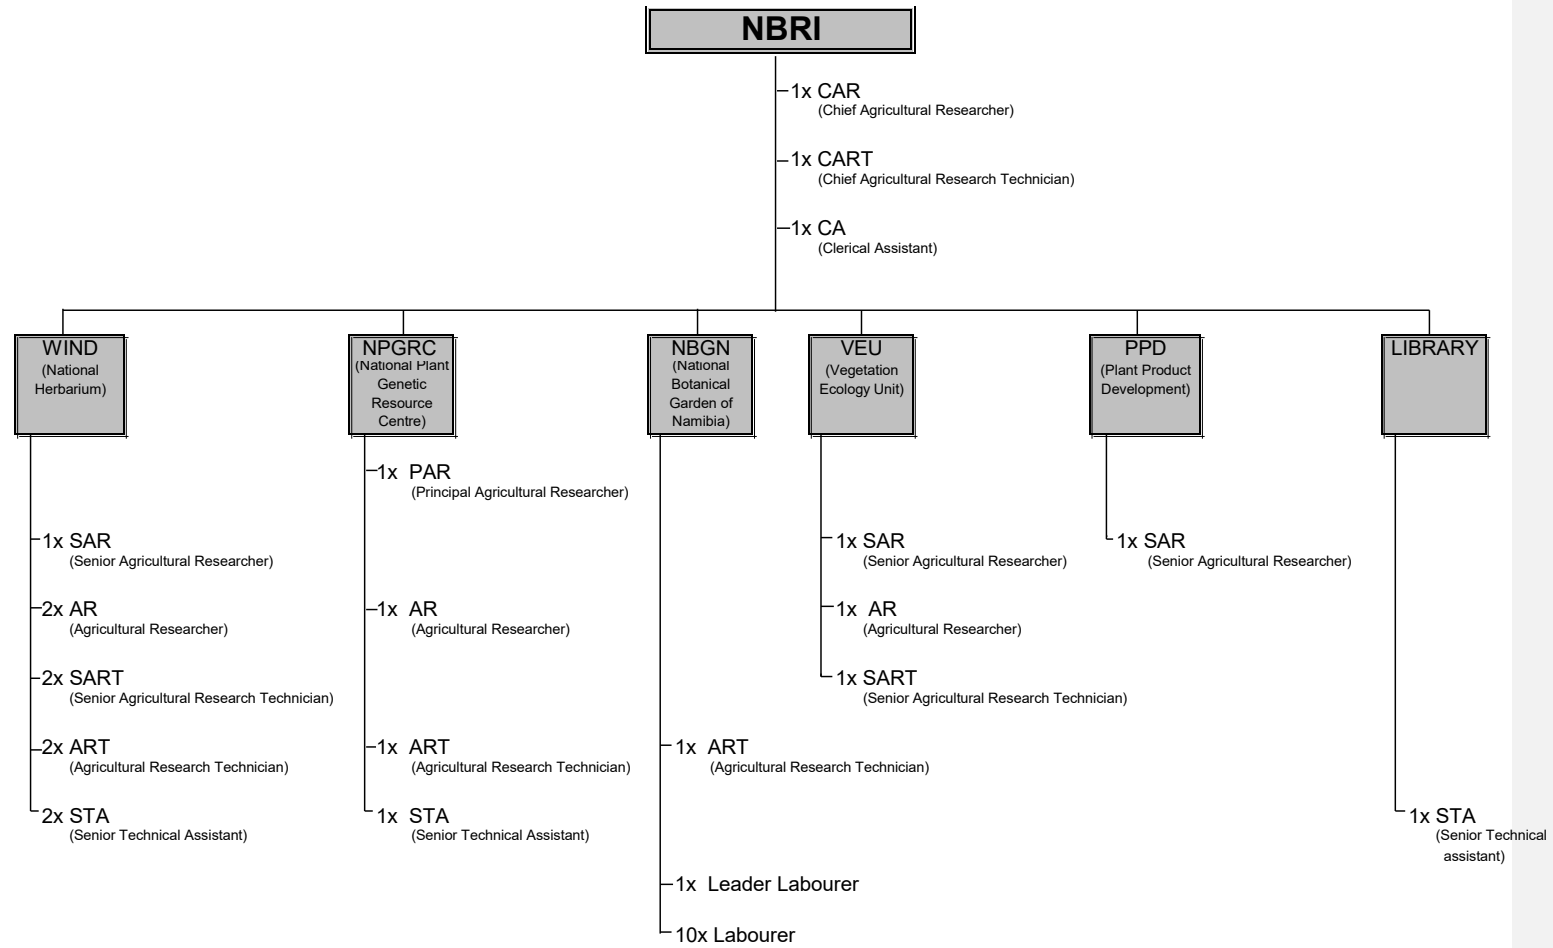 NBRI
1x CAR
(Chief Agricultural Researcher)
1x CART
(Chief Agricultural Research Technician)
1x CA
(Clerical Assistant)
WIND
(National
Herbarium)
NPGRC
(National Plant
Genetic
Resource
Centre)
NBGN
(National
Botanical
Garden of
Namibia)
VEU
(Vegetation
Ecology Unit)
PPD
(Plant Product
Development)
LIBRARY
1x SAR
(Senior Agricultural Researcher)
2x AR
(Agricultural Researcher)
2x SART
(Senior Agricultural Research Technician)
2x ART
(Agricultural Research Technician)
2x STA
(Senior Technical Assistant)
1x PAR
(Principal Agricultural Researcher)
1x AR
(Agricultural Researcher)
1x ART
(Agricultural Research Technician)
1x STA
(Senior Technical Assistant)
1x ART
(Agricultural Research Technician)
1x Leader Labourer
10x Labourer
1x SAR
(Senior Agricultural Researcher)
1x AR
(Agricultural Researcher)
1x SART
(Senior Agricultural Research Technician)
1x SAR
(Senior Agricultural Researcher)
1x STA
(Senior Technical
assistant)